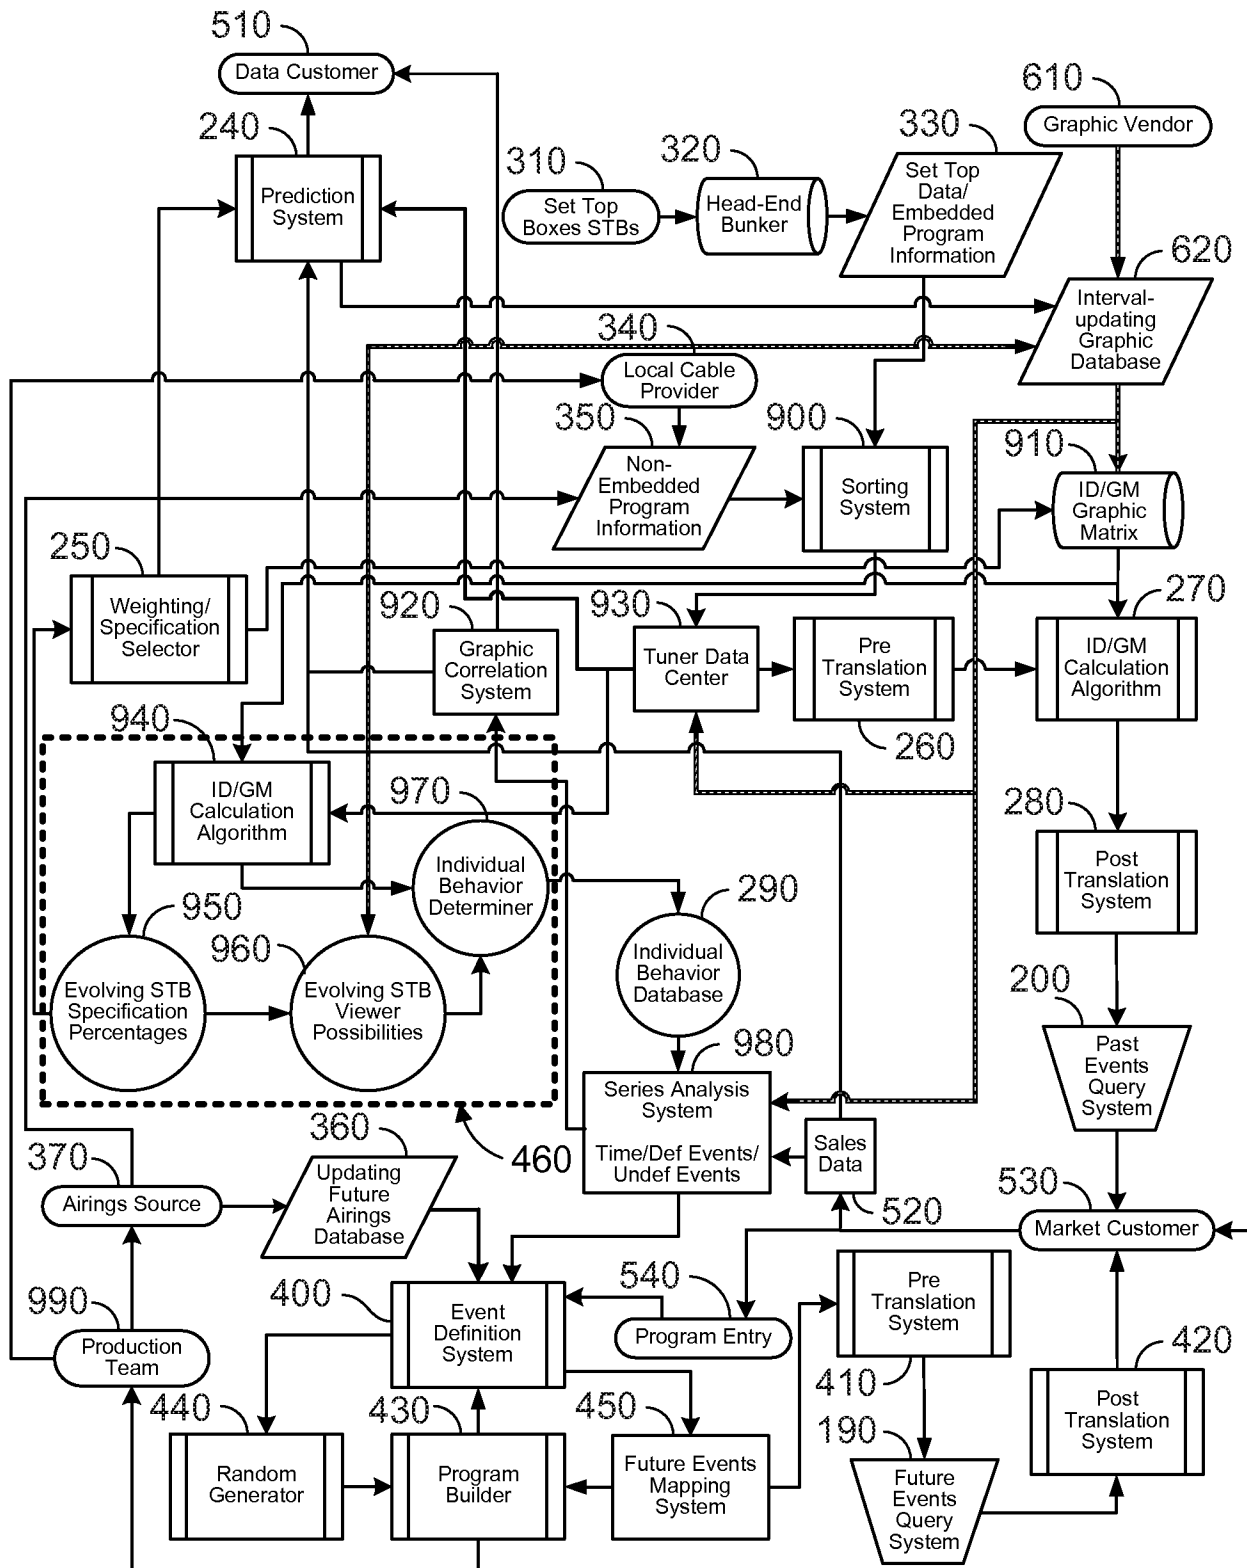 510
Data Customer
610
Graphic Vendor
240
Prediction
System
330
Set Top
Data/
Embedded
Program
Information
320
Head-End
Bunker
310
Set Top
Boxes STBs
620
Interval-
updating
Graphic
Database
340
Local Cable
Provider
350
Non-
Embedded
Program
Information
900
Sorting
System
910
ID/GM
Graphic
Matrix
250
Weighting/
Specification
Selector
920
Graphic
Correlation
System
930
Tuner Data
Center
Pre
Translation
System
260
270
ID/GM
Calculation
Algorithm
940
ID/GM
Calculation
Algorithm
970
Individual
Behavior
Determiner
280
Post
Translation
System
290
Individual
Behavior
Database
950
Evolving STB
Specification
Percentages
960
Evolving STB
Viewer
Possibilities
460
200
Past
Events
Query
System
980
Series Analysis
System
Time/Def Events/
Undef Events
Sales
Data
520
360
Updating
Future
Airings
Database
370
Airings Source
530
Market Customer
990
Production
Team
400
Event
Definition
System
540
Program Entry
Pre
Translation
System
410
420
Post
Translation
System
440
Random
Generator
430
Program
Builder
450
Future Events
Mapping
System
190
Future
Events
Query
System